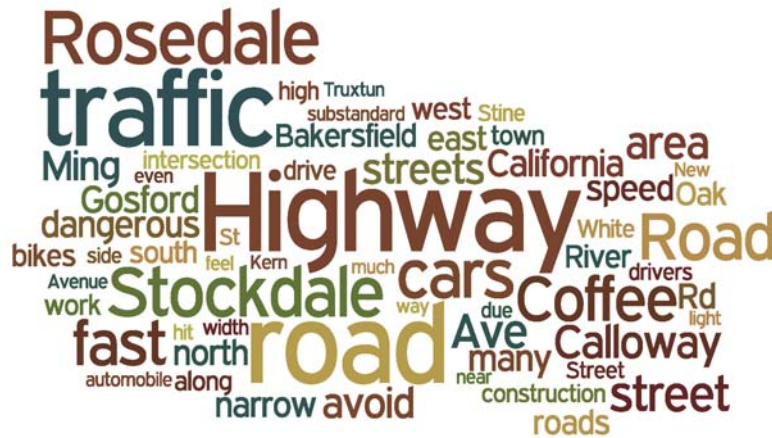 Rosedale
traffic
high Truxtun
substandard west Stine
Bakersfield east town
Ming intersection drive streets California area
even
Gosford Highway speed New
Oak
dangerous St White Road
bikes side south feel Kern much cars River drivers
Avenue
work Stockdale way due Coffee Rd
light
fast hit width road Ave Calloway
north many Street
automobile along near construction street
narrow avoid
roads